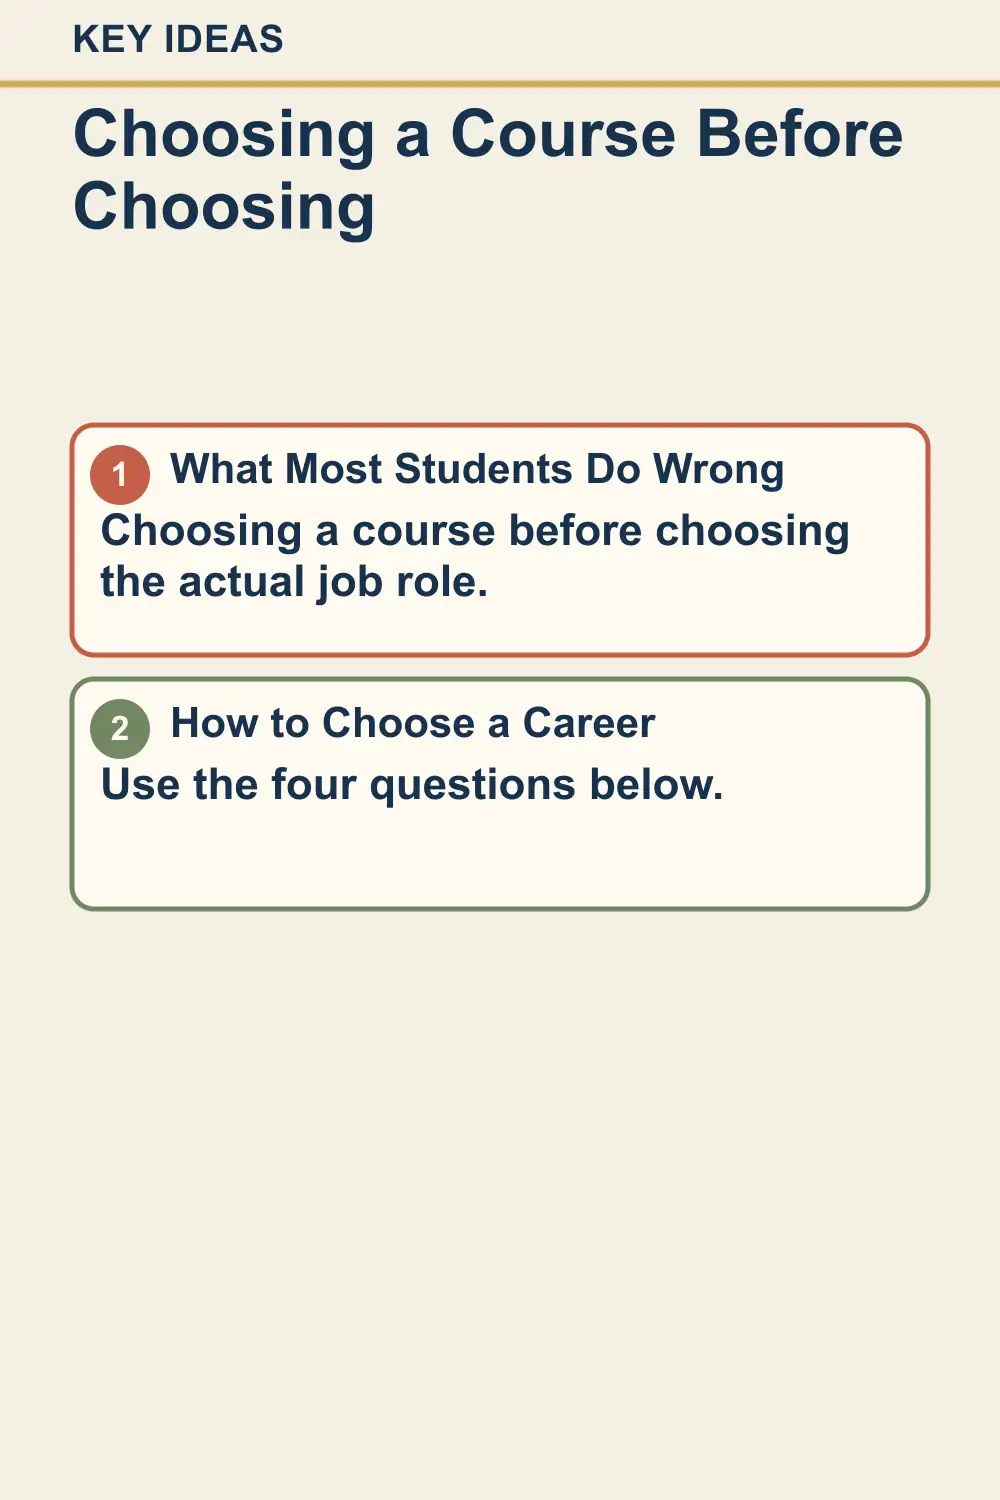 KEY IDEAS
Choosing a Course Before
Choosing
1 What Most Students Do Wrong
Choosing a course before choosing
the actual job role.
2 How to Choose a Career
Use the four questions below.